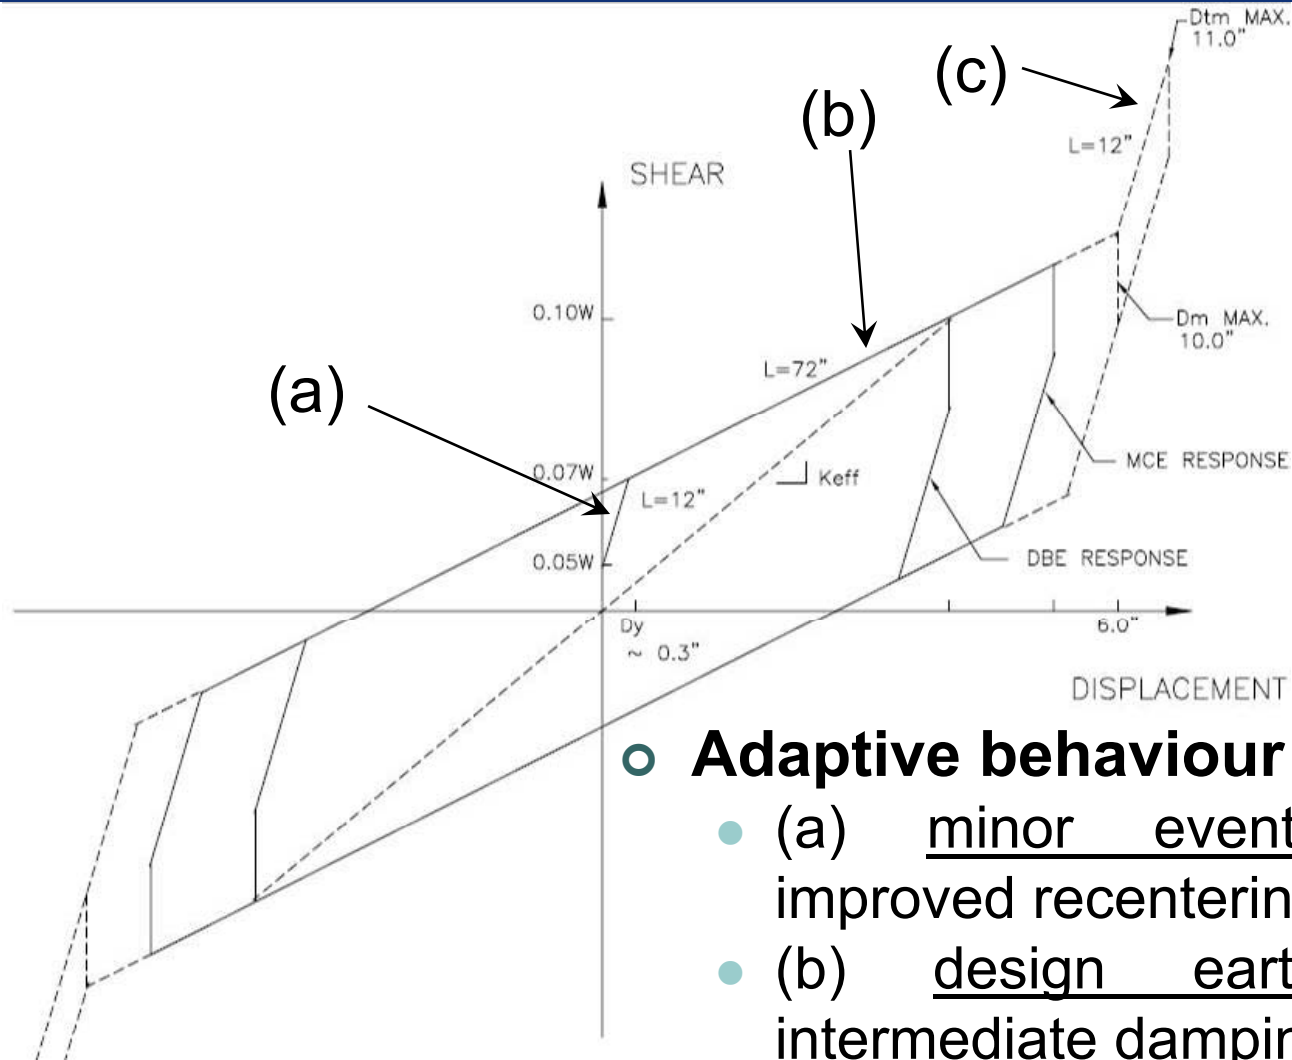 Dtm MAX.
11.0"
(c)
(b)
L=12"
SHEAR
0.10W
Dm MAX.
10.0"
L=72"
(a)
0.07W
L=12"
Keff
MCE RESPONSE
0.05W
DBE RESPONSE
Dy
~ 0.3"
6.0"
DISPLACEMENT
Adaptive behaviour
(a) minor event
improved recenterin
(b) design eart
intermediate dampin